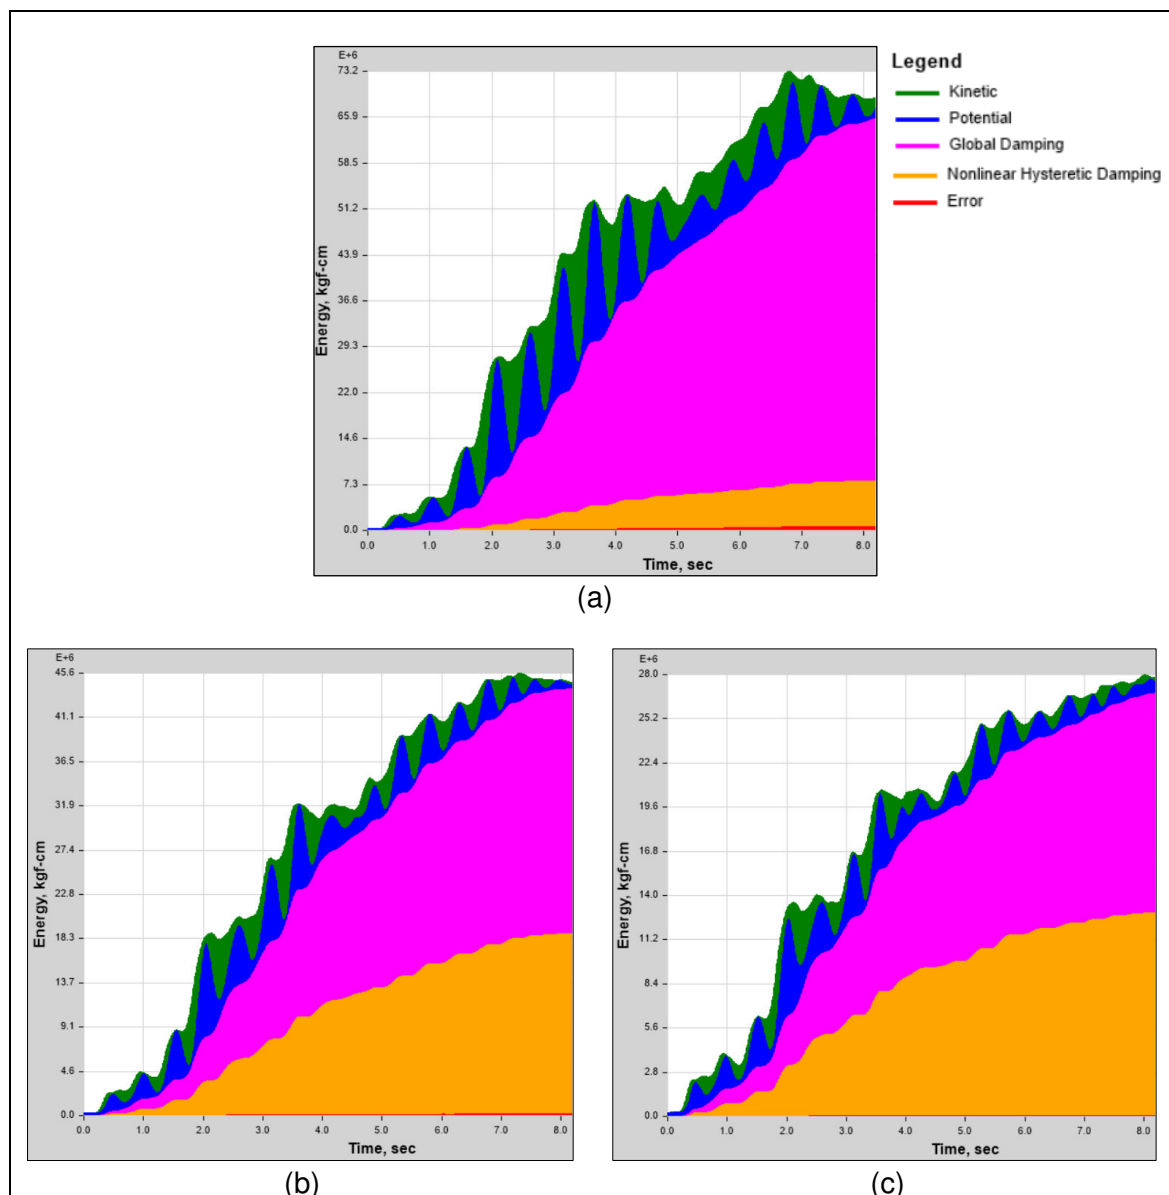 E+6
73.2
65.9
58.5
51.2
43.9
36.6
29.3
22.0
14.6
7.3
0.0
Energy, kgf-cm
0.0 1.0 2.0 3.0 4.0 5.0 6.0 7.0 8.0
Time, sec
Legend
Kinetic
Potential
Global Damping
Nonlinear Hysteretic Damping
Error
(a)
E+6
45.6
41.1
36.5
31.9
27.4
22.8
18.3
13.7
9.1
4.6
0.0
Energy, kgf-cm
0.0 1.0 2.0 3.0 4.0 5.0 6.0 7.0 8.0
Time, sec
(b)
E+6
28.0
25.2
22.4
19.6
16.8
14.0
11.2
8.4
5.6
2.8
0.0
Energy, kgf-cm
0.0 1.0 2.0 3.0 4.0 5.0 6.0 7.0 8.0
Time, sec
(c)